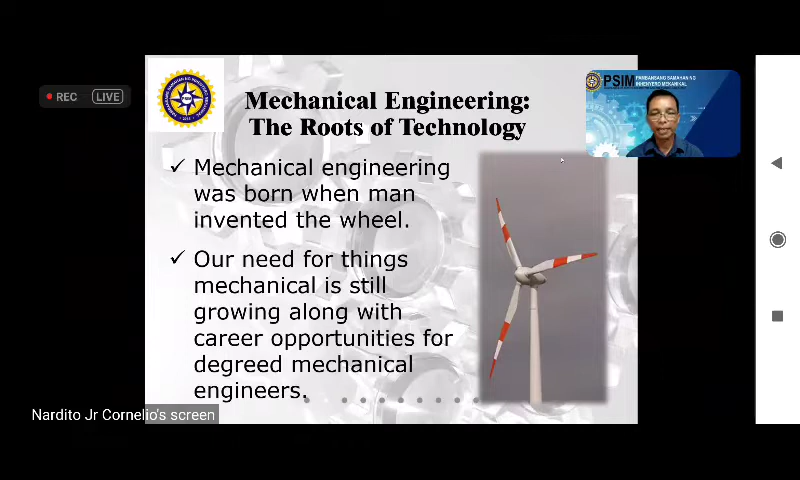 REC
LIVE
Mechanical Engineering:
The Roots of Technology
PSIM
PAMBANSANG SAMAHAN NG
INHENYERO MEKANIKAL
✓ Mechanical engineering
was born when man
invented the wheel.
✓ Our need for things
mechanical is still
growing along with
career opportunities for
degreed mechanical
engineers.
Nardito Jr Cornelio's screen